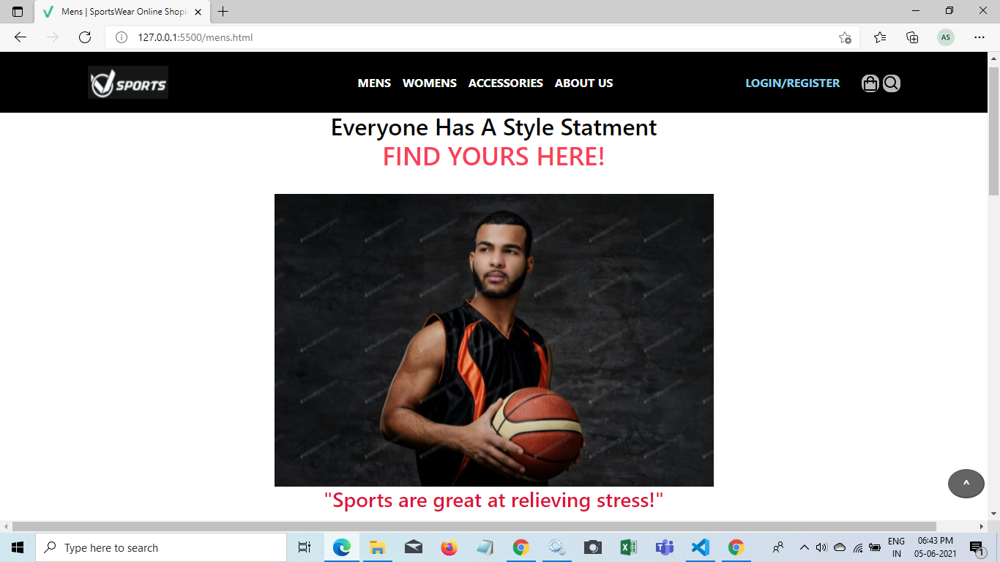 Mens | SportsWear Online Shopi
127.0.0.1:5500/mens.html
AS
SPORTS
MENS WOMENS ACCESSORIES ABOUT US
LOGIN/REGISTER
Everyone Has A Style Statment
FIND YOURS HERE!
"Sports are great at relieving stress!"
^
Type here to search
ENG
IN
06:43 PM
05-06-2021
1